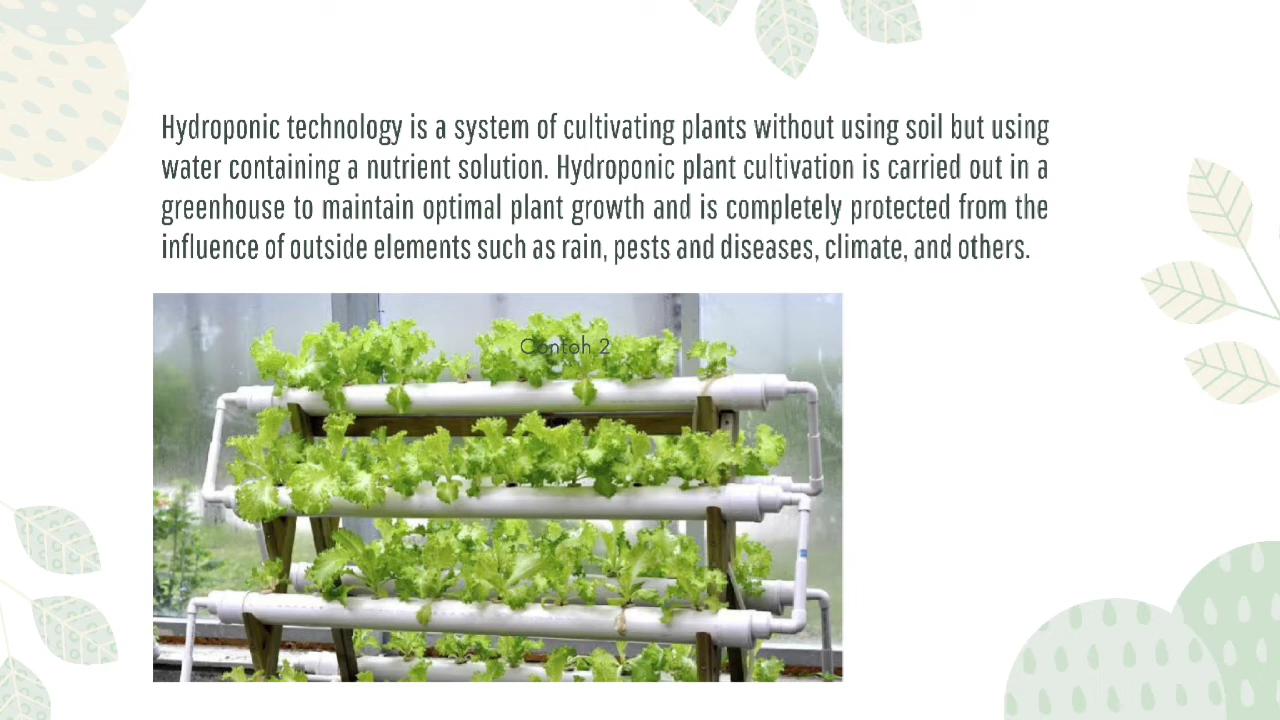 Hydroponic technology is a system of cultivating plants without using soil but using
water containing a nutrient solution. Hydroponic plant cultivation is carried out in a
greenhouse to maintain optimal plant growth and is completely protected from the
influence of outside elements such as rain, pests and diseases, climate, and others.
Contoh 2